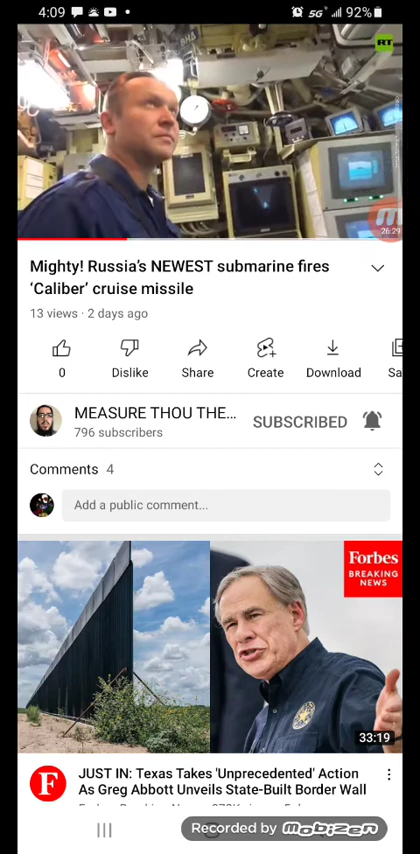 4:09
5G
92%
RT
26:29
Mighty! Russia's NEWEST submarine fires
‘Caliber’ cruise missile
13 views · 2 days ago
0
Dislike
Share
Create
Download
Sa
MEASURE THOU THE...
SUBSCRIBED
796 subscribers
Comments 4
Add a public comment...
Forbes
BREAKING
NEWS
33:19
F
JUST IN: Texas Takes 'Unprecedented' Action
As Greg Abbott Unveils State-Built Border Wall
Recorded by mobizen